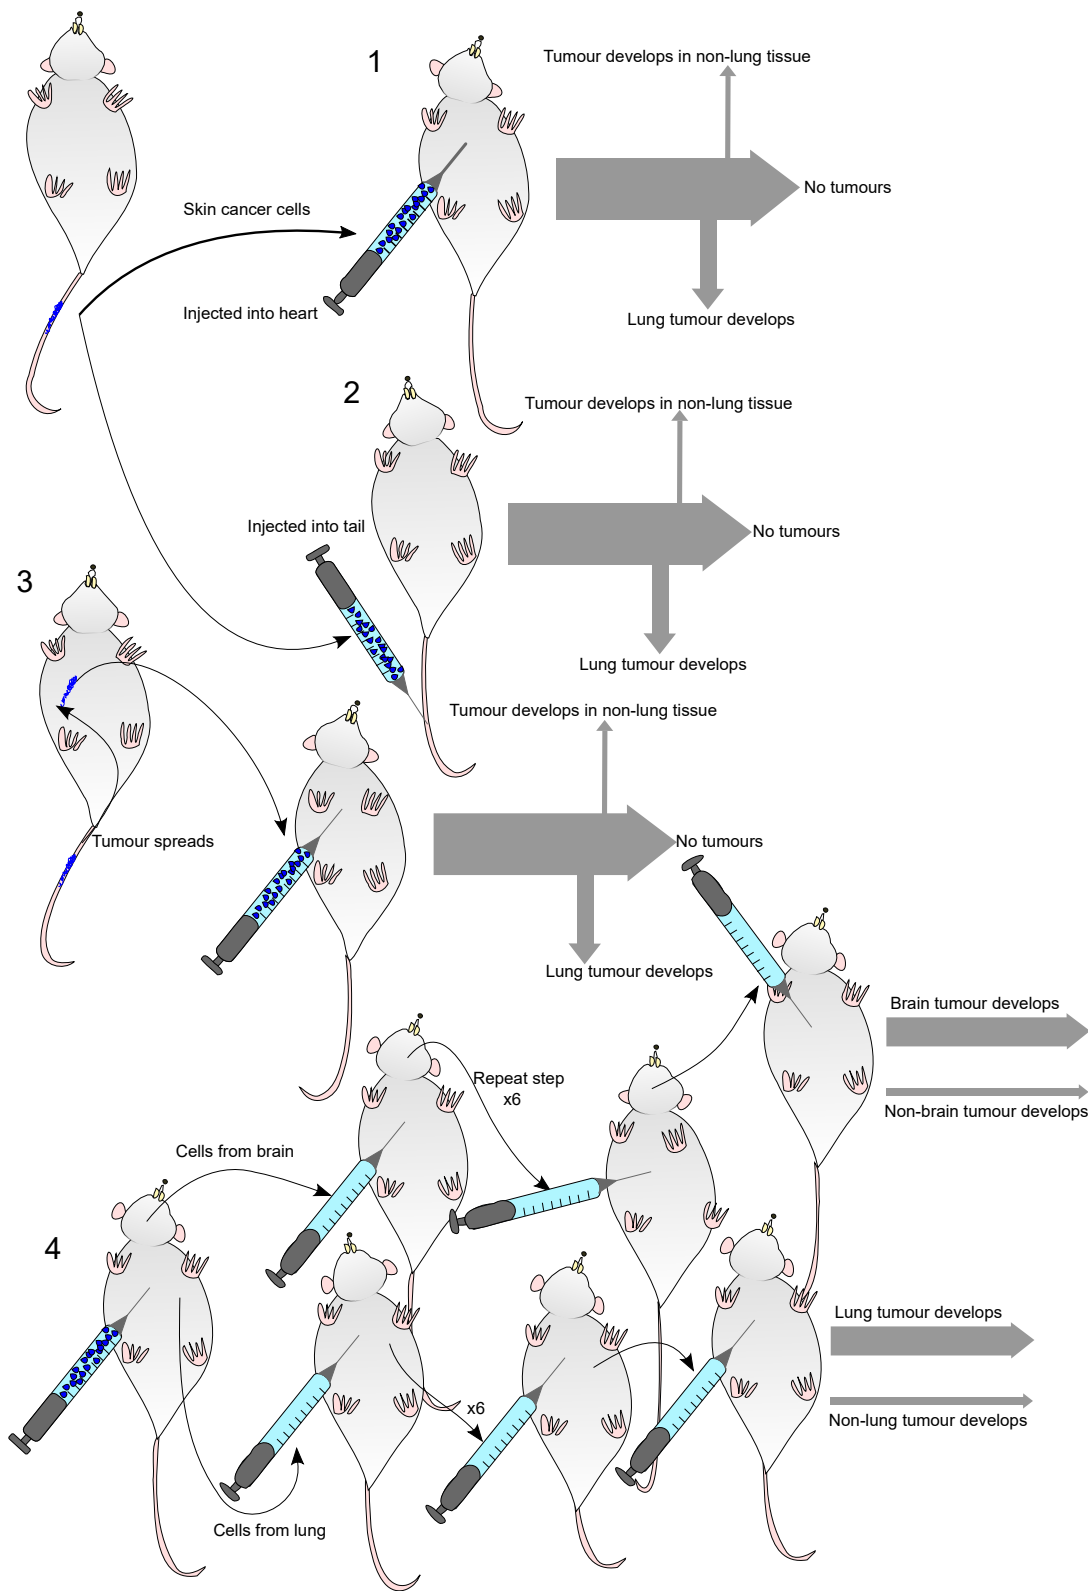 1
Tumour develops in non-lung tissue
No tumours
Skin cancer cells
Injected into heart
Lung tumour develops
2
Tumour develops in non-lung tissue
Injected into tail
No tumours
3
Lung tumour develops
Tumour develops in non-lung tissue
Tumour spreads
No tumours
Lung tumour develops
Brain tumour develops
Repeat step
x6
Non-brain tumour develops
Cells from brain
4
Lung tumour develops
x6
Non-lung tumour develops
Cells from lung